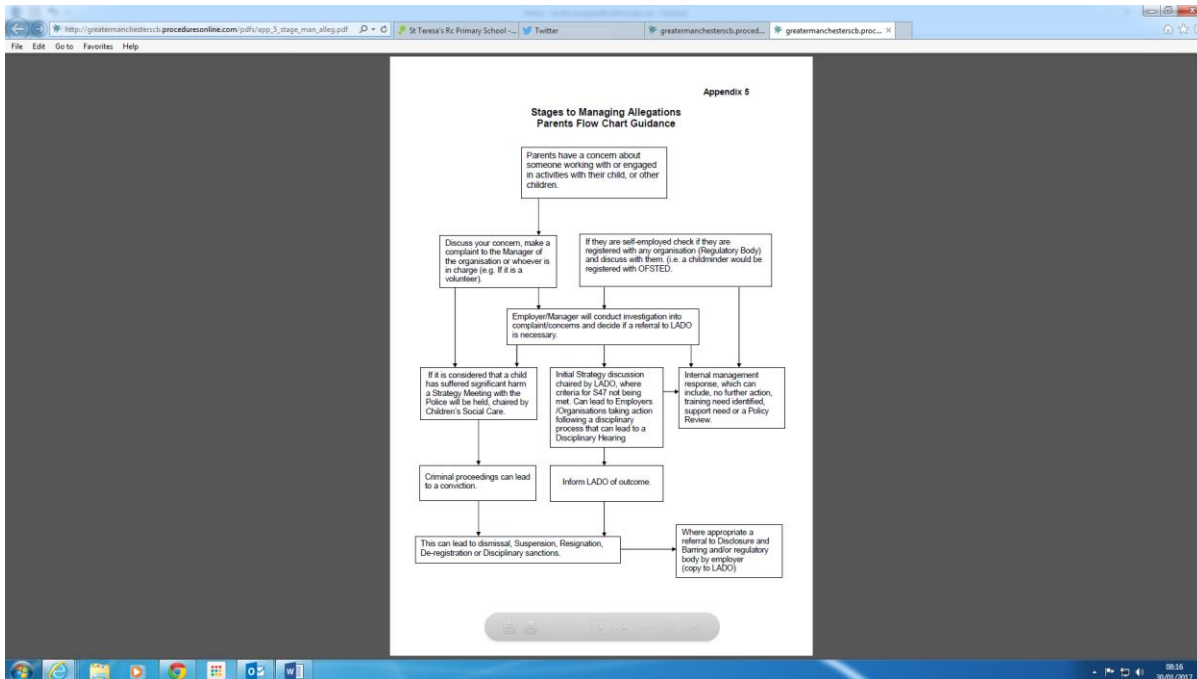 http://greatermanchesterscb.proceduresonline.com/pdfs/app_5_stage_man_alleg.pdf
St Teresa's Rc Primary School -...
Twitter
greatermanchesterscb.proced...
greatermanchesterscb.proc...
File Edit Go to Favorites Help
Appendix 5
Stages to Managing Allegations
Parents Flow Chart Guidance
Parents have a concern about
someone working with or engaged
in activities with their child, or other
children.
Discuss your concern, make a
complaint to the Manager of
the organisation or whoever is
in charge (e.g. If it is a
volunteer).
If they are self-employed check if they are
registered with any organisation (Regulatory Body)
and discuss with them. (i.e. a childminder would be
registered with OFSTED.
Employer/Manager will conduct investigation into
complaint/concerns and decide if a referral to LADO
is necessary.
If it is considered that a child
has suffered significant harm
a Strategy Meeting with the
Police will be held, chaired by
Children's Social Care.
Initial Strategy discussion
chaired by LADO, where
criteria for S47 not being
met. Can lead to Employers
/Organisations taking action
following a disciplinary
process that can lead to a
Disciplinary Hearing
Internal management
response, which can
include, no further action,
training need identified,
support need or a Policy
Review.
Criminal proceedings can lead
to a conviction.
Inform LADO of outcome.
This can lead to dismissal, Suspension, Resignation,
De-registration or Disciplinary sanctions.
Where appropriate a
referral to Disclosure and
Barring and/or regulatory
body by employer
(copy to LADO)
08:16
30/01/2017